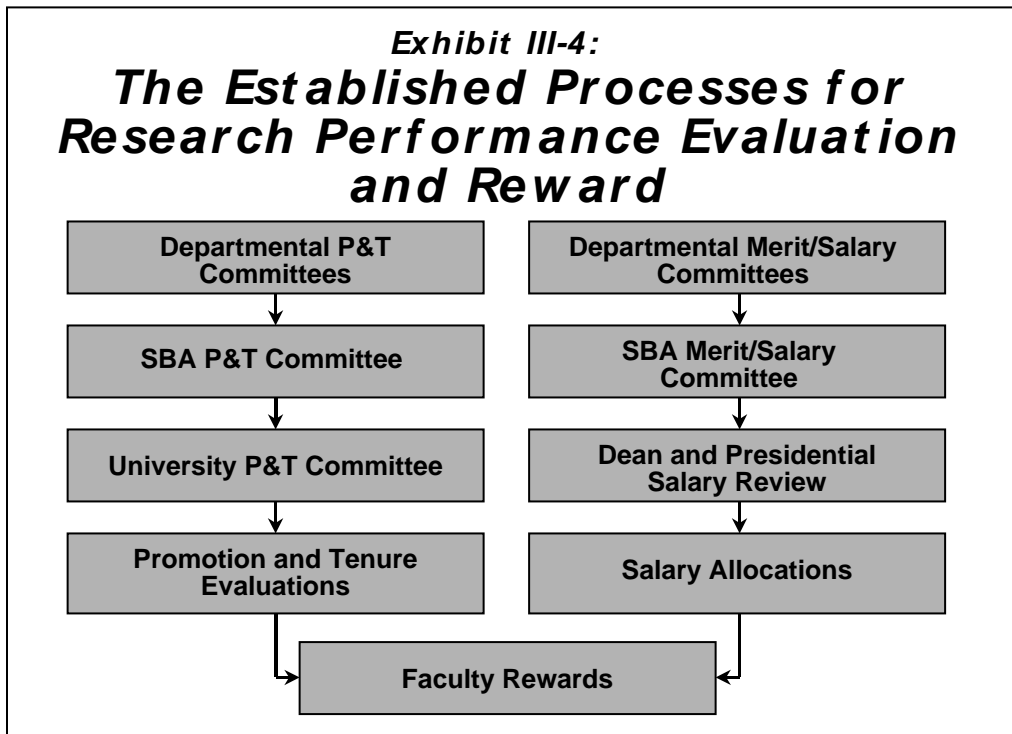 Exhibit III-4:
The Established Processes for
Research Performance Evaluation
and Reward
Departmental P&T
Committees
SBA P&T Committee
University P&T Committee
Promotion and Tenure
Evaluations
Departmental Merit/Salary
Committees
SBA Merit/Salary
Committee
Dean and Presidential
Salary Review
Salary Allocations
Faculty Rewards